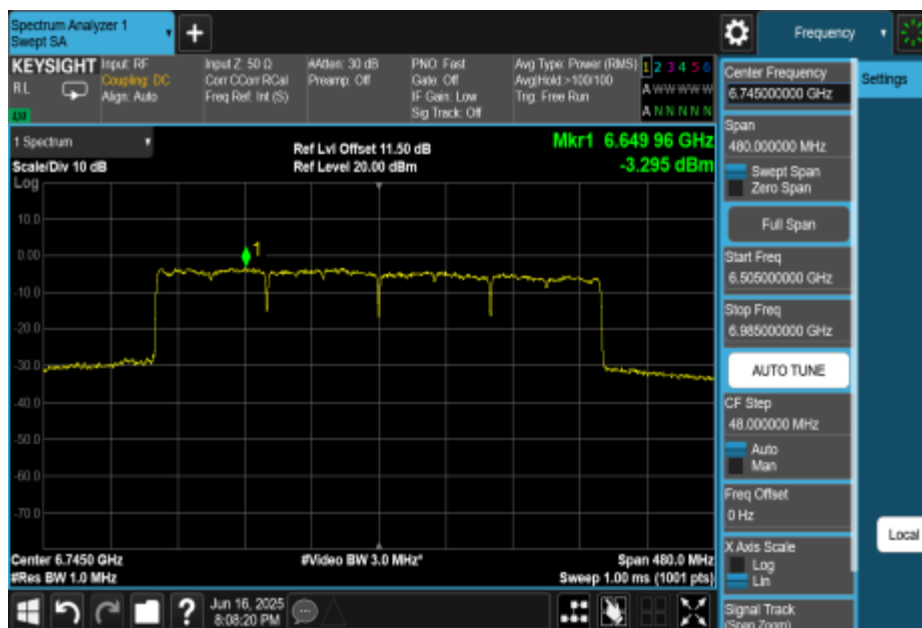 Spectrum Analyzer 1
Swept SA
+
Frequency
KEYSIGHT
RL
Input: RF
Coupling: DC
Align: Auto
Input Z: 50 Ω
Corr CCorr RCal
Freq Ref: Int (S)
#Atten: 30 dB
Preamp: Off
PNO: Fast
Gate: Off
IF Gain: Low
Sig Track: Off
Avg Type: Power (RMS)
Avg|Hold: >100/100
Trig: Free Run
1 2 3 4 5 6
A W W W W W
A N N N N N
Center Frequency
6.745000000 GHz
Settings
Span
480.000000 MHz
Swept Span
Zero Span
Full Span
Start Freq
6.505000000 GHz
Stop Freq
6.985000000 GHz
AUTO TUNE
CF Step
48.000000 MHz
Auto
Man
Freq Offset
0 Hz
X Axis Scale
Log
Lin
Signal Track
(Span Zoom)
Local
1 Spectrum
Scale/Div 10 dB
Ref Lvl Offset 11.50 dB
Ref Level 20.00 dBm
Mkr1 6.649 96 GHz
-3.295 dBm
Log
10.0
0.00
-10.0
-20.0
-30.0
-40.0
-50.0
-60.0
-70.0
1
Center 6.7450 GHz
#Res BW 1.0 MHz
#Video BW 3.0 MHz*
Span 480.0 MHz
Sweep 1.00 ms (1001 pts)
?
Jun 16, 2025
8:08:20 PM